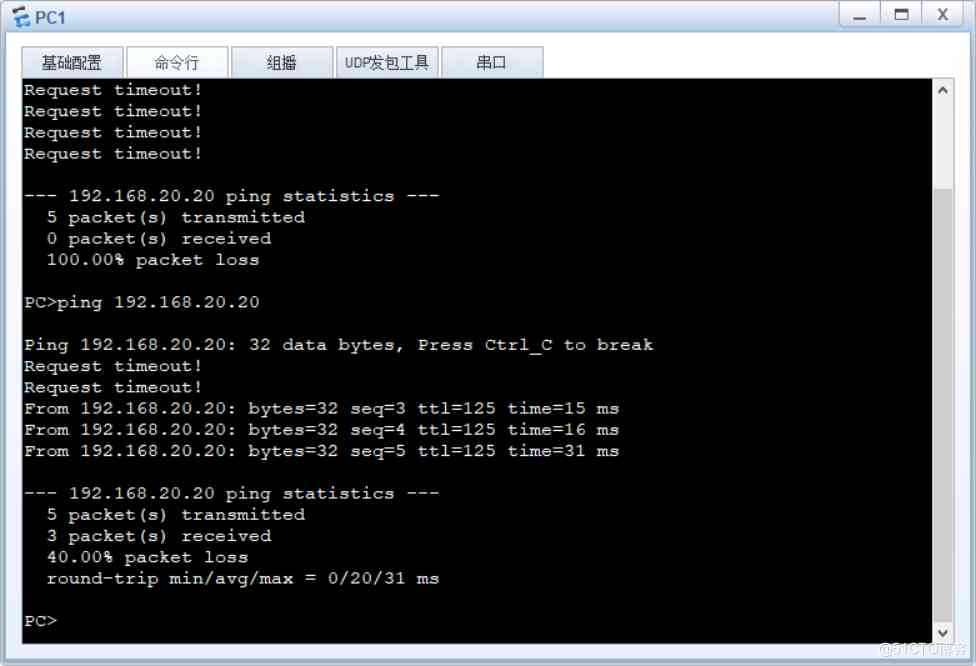 PC1
基础配置 命令行 组播 UDP发包工具 串口
Request timeout!
Request timeout!
Request timeout!
Request timeout!
--- 192.168.20.20 ping statistics ---
5 packet(s) transmitted
0 packet(s) received
100.00% packet loss
PC>ping 192.168.20.20
Ping 192.168.20.20: 32 data bytes, Press Ctrl_C to break
Request timeout!
Request timeout!
From 192.168.20.20: bytes=32 seq=3 ttl=125 time=15 ms
From 192.168.20.20: bytes=32 seq=4 ttl=125 time=16 ms
From 192.168.20.20: bytes=32 seq=5 ttl=125 time=31 ms
--- 192.168.20.20 ping statistics ---
5 packet(s) transmitted
3 packet(s) received
40.00% packet loss
round-trip min/avg/max = 0/20/31 ms
PC>
@51CTO博客